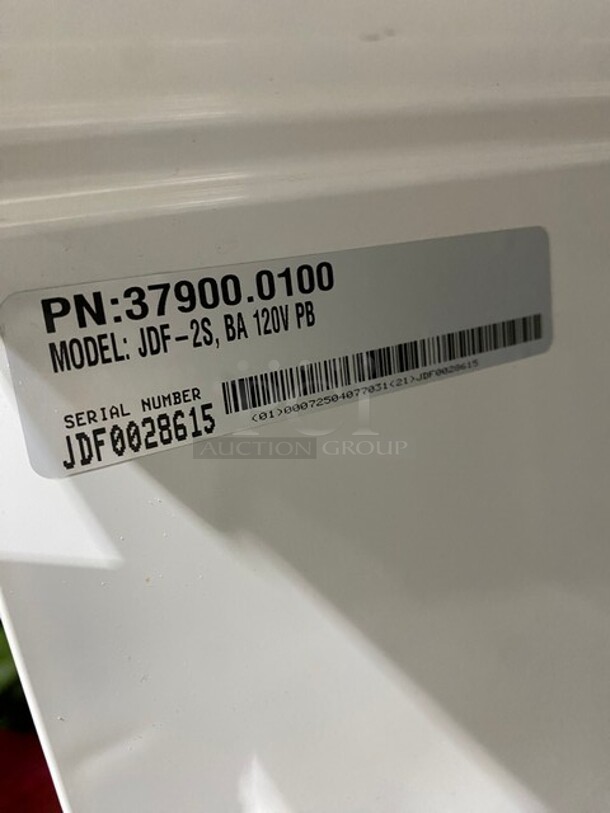 PN:37900.0100
MODEL: JDF-2S, BA 120V PB
SERIAL NUMBER
JDF0028615
(01)00072504077031(21)JDF0028615
AUCTION GROUP